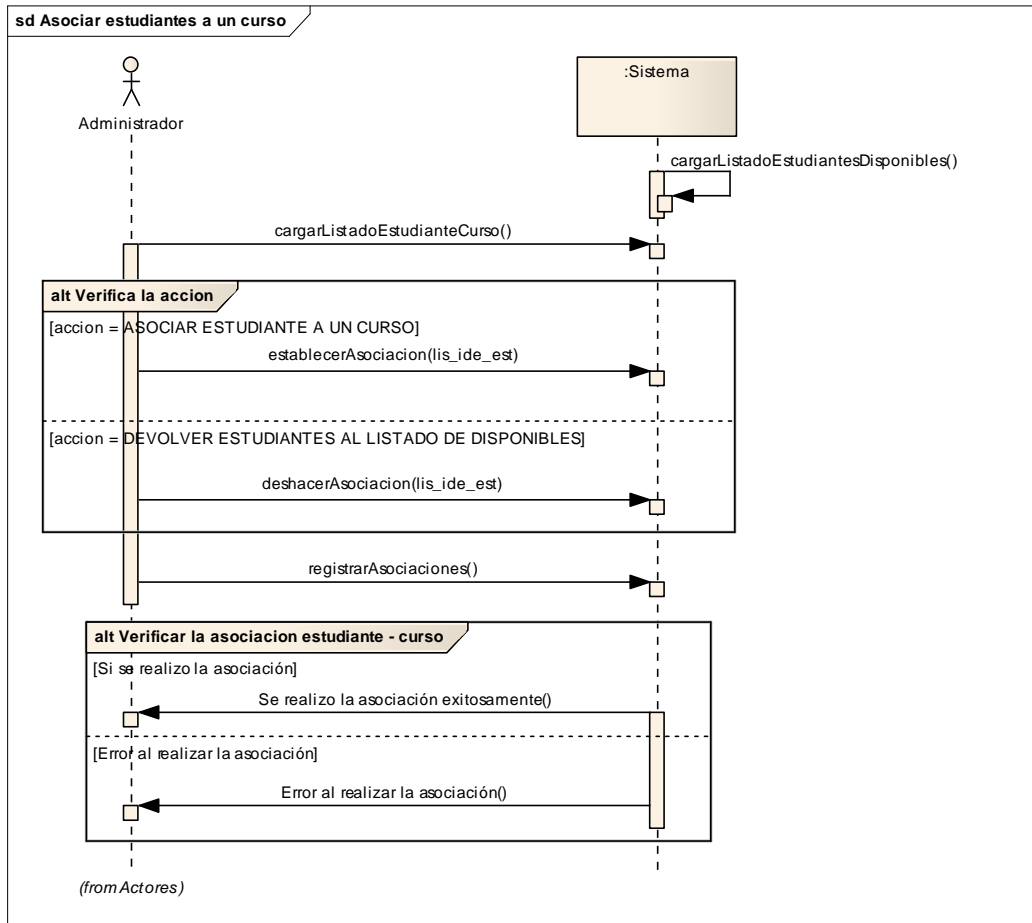 sd Asociar estudiantes a un curso
:Sistema
Administrador
cargarListadoEstudiantesDisponibles()
cargarListadoEstudianteCurso()
alt Verifica la accion
[accion = ASOCIAR ESTUDIANTE A UN CURSO]
establecerAsociacion(lis_ide_est)
[accion = DEVOLVER ESTUDIANTES AL LISTADO DE DISPONIBLES]
deshacerAsociacion(lis_ide_est)
registrarAsociaciones()
alt Verificar la asociacion estudiante - curso
[Si se realizo la asociación]
Se realizo la asociación exitosamente()
[Error al realizar la asociación]
Error al realizar la asociación()
(from Actores)